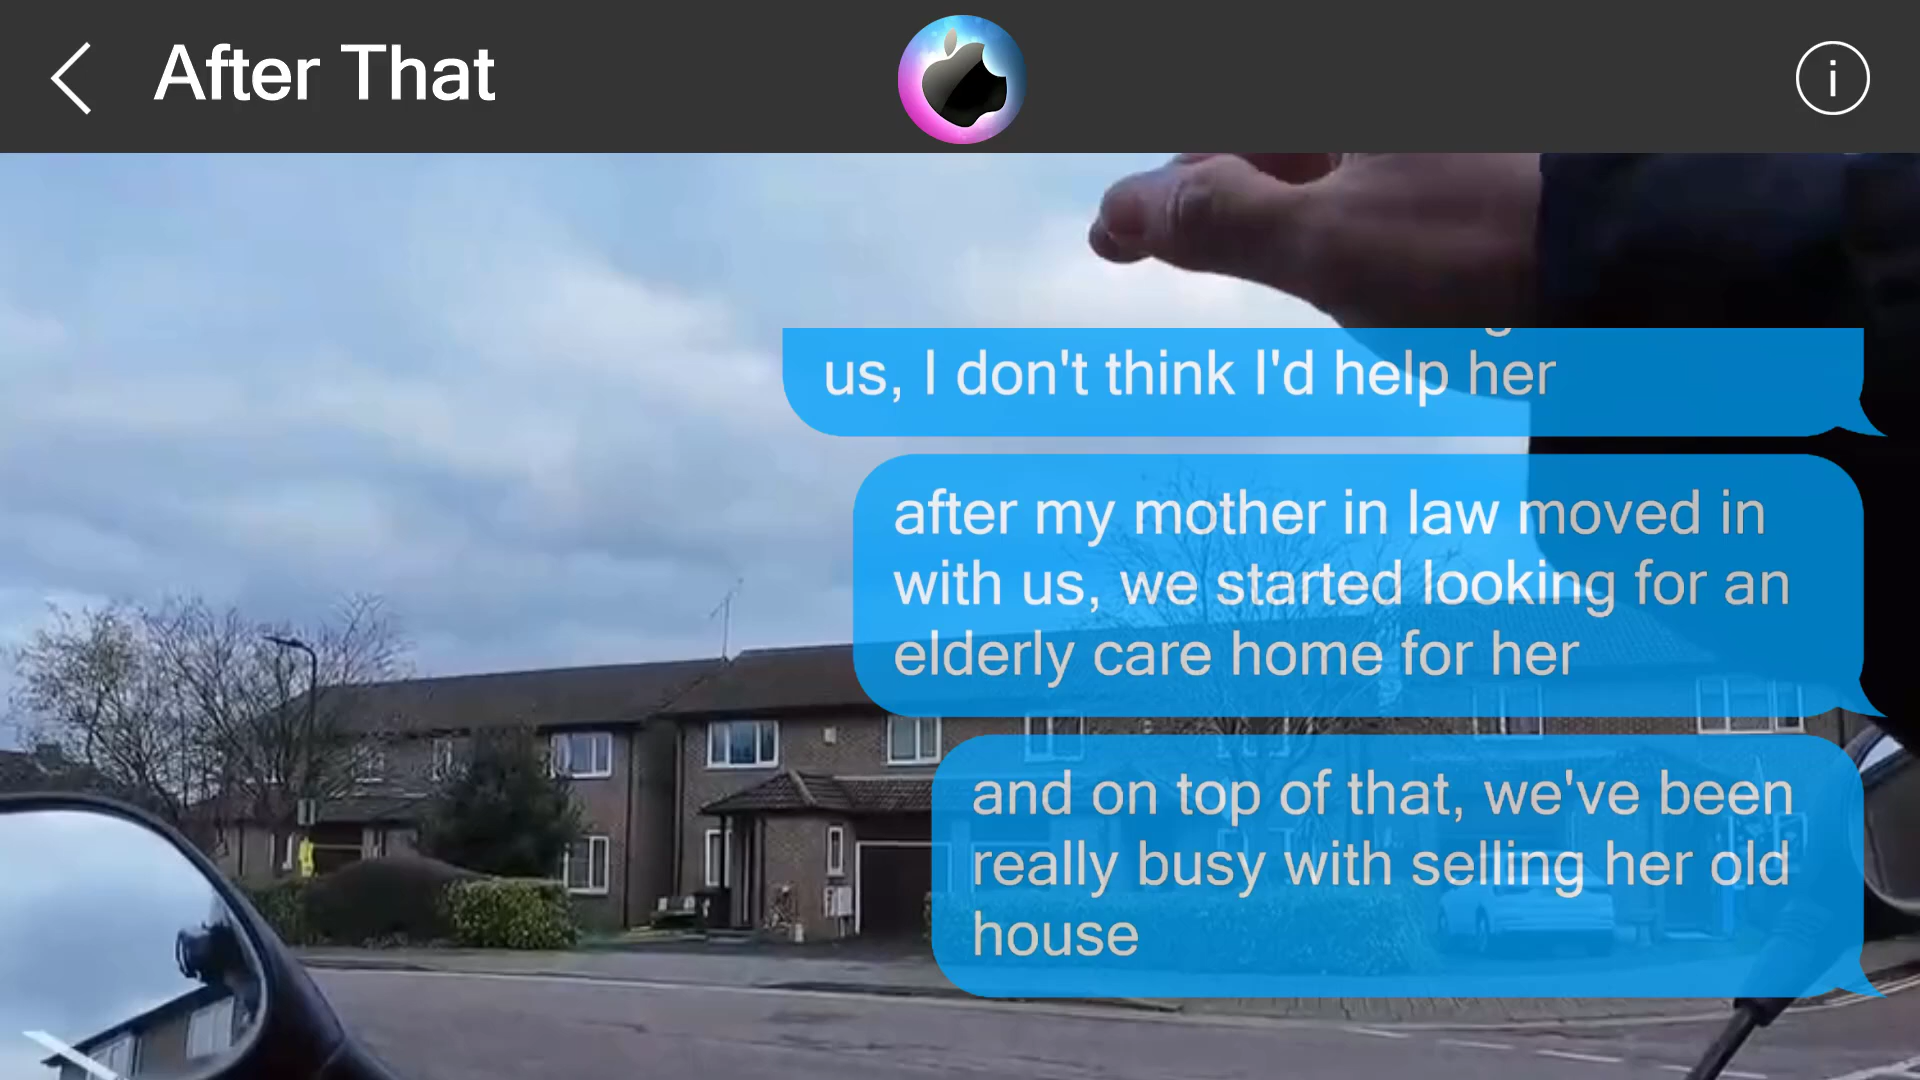 After That
us, I don't think I'd help her
after my mother in law moved in
with us, we started looking for an
elderly care home for her
and on top of that, we've been
really busy with selling her old
house